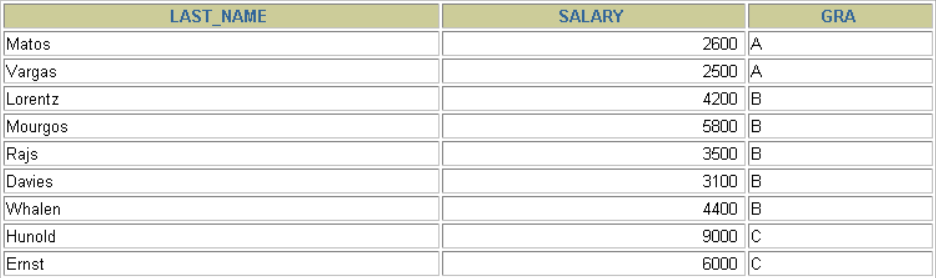 LAST_NAME SALARY GRA
Matos 2600 A
Vargas 2500 A
Lorentz 4200 B
Mourgos 5800 B
Rajs 3500 B
Davies 3100 B
Whalen 4400 B
Hunold 9000 C
Ernst 6000 C